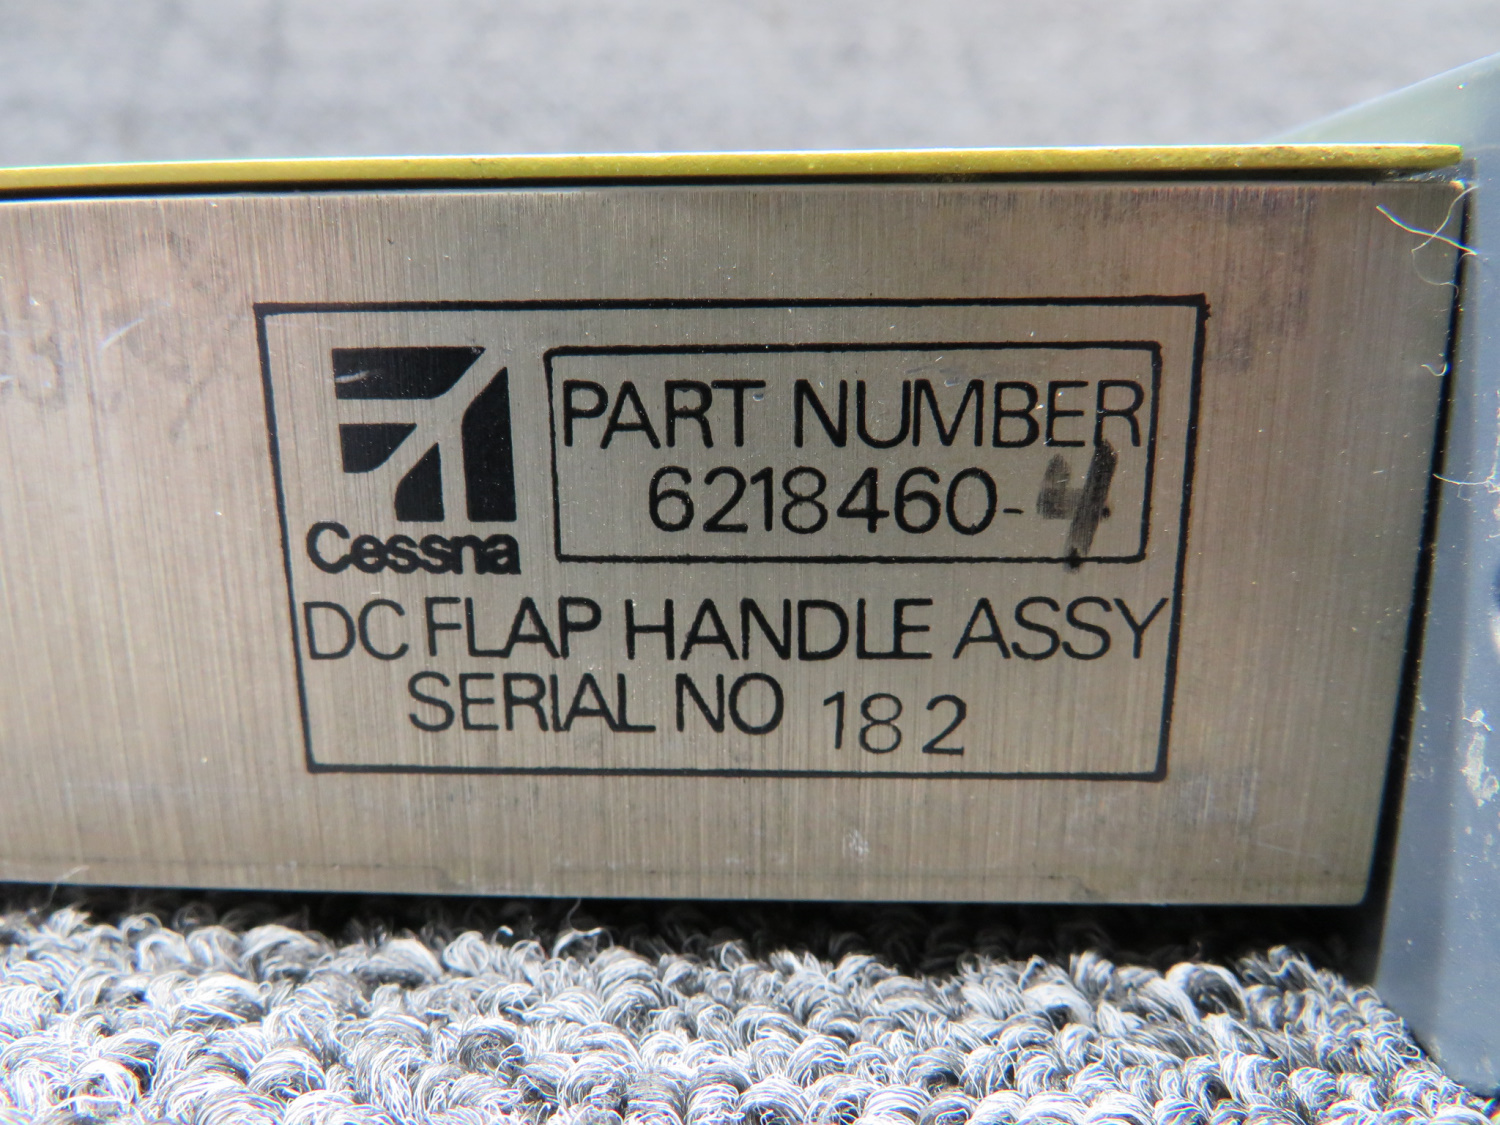 Cessna
PART NUMBER
6218460-4
DC FLAP HANDLE ASSY
SERIAL NO 182